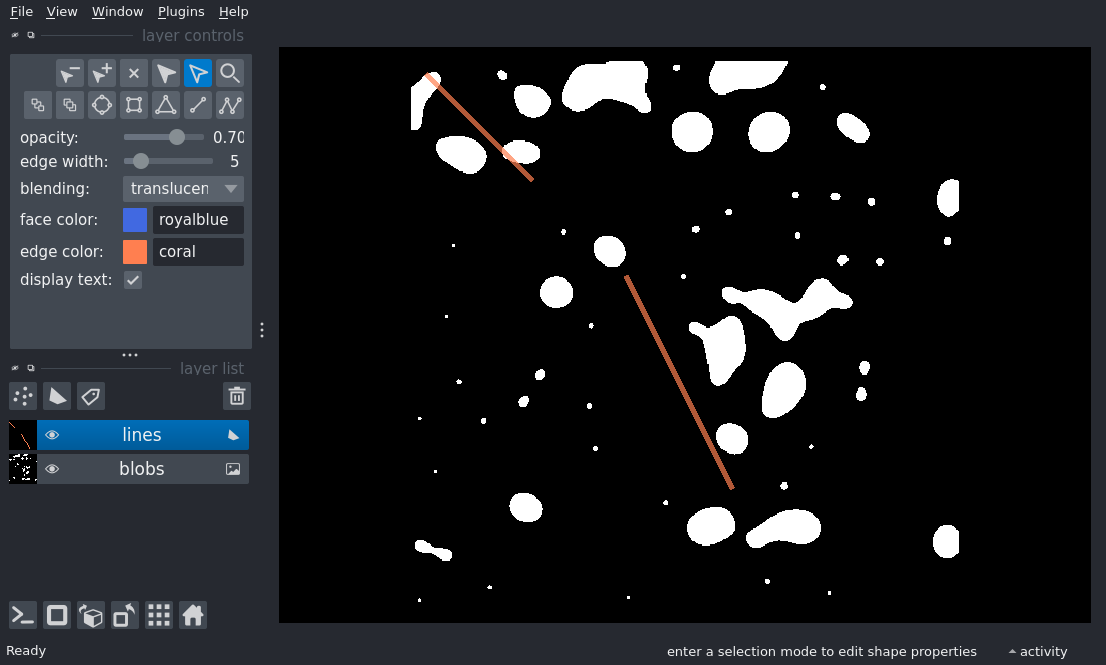 File View Window Plugins Help
layer controls
opacity: 0.70
edge width: 5
blending: translucen
face color: royalblue
edge color: coral
display text:
layer list
lines
blobs
Ready
enter a selection mode to edit shape properties
activity